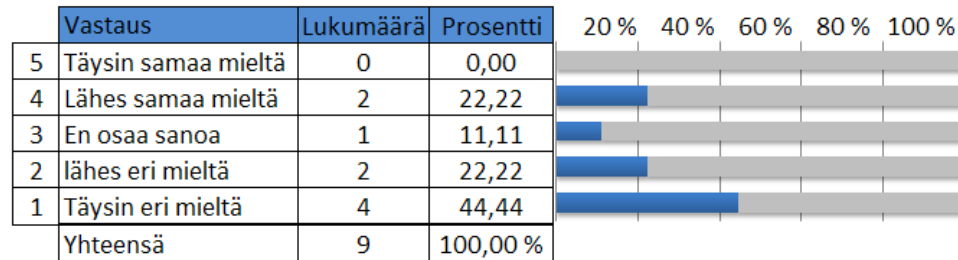 Vastaus Lukumäärä Prosentti 20 % 40 % 60 % 80 % 100 %
5 Täysin samaa mieltä 0 0,00
4 Lähes samaa mieltä 2 22,22
3 En osaa sanoa 1 11,11
2 lähes eri mieltä 2 22,22
1 Täysin eri mieltä 4 44,44
Yhteensä 9 100,00 %